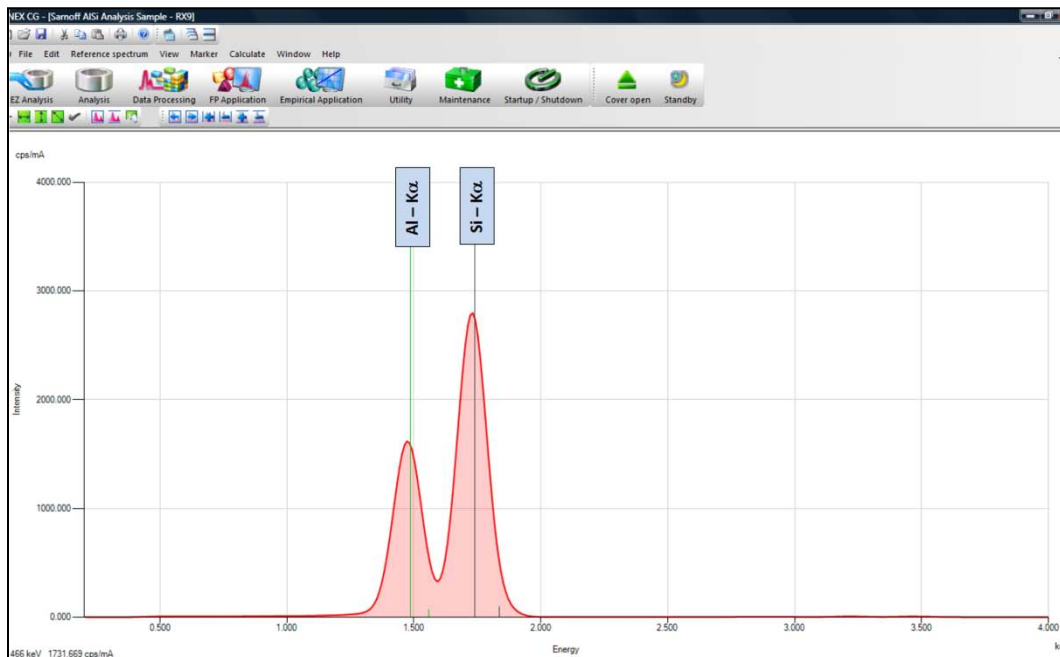 NEX CG - [Sarnoff AlSi Analysis Sample - RX9]
File Edit Reference spectrum View Marker Calculate Window Help
EZ Analysis Analysis Data Processing FP Application Empirical Application Utility Maintenance Startup / Shutdown Cover open Standby
cps/mA
Al – Kα
Si – Kα
4000.000
3000.000
2000.000
1000.000
0.000
Intensity
0.500 1.000 1.500 2.000 2.500 3.000 3.500 4.000
Energy
k
466 keV 1731.669 cps/mA